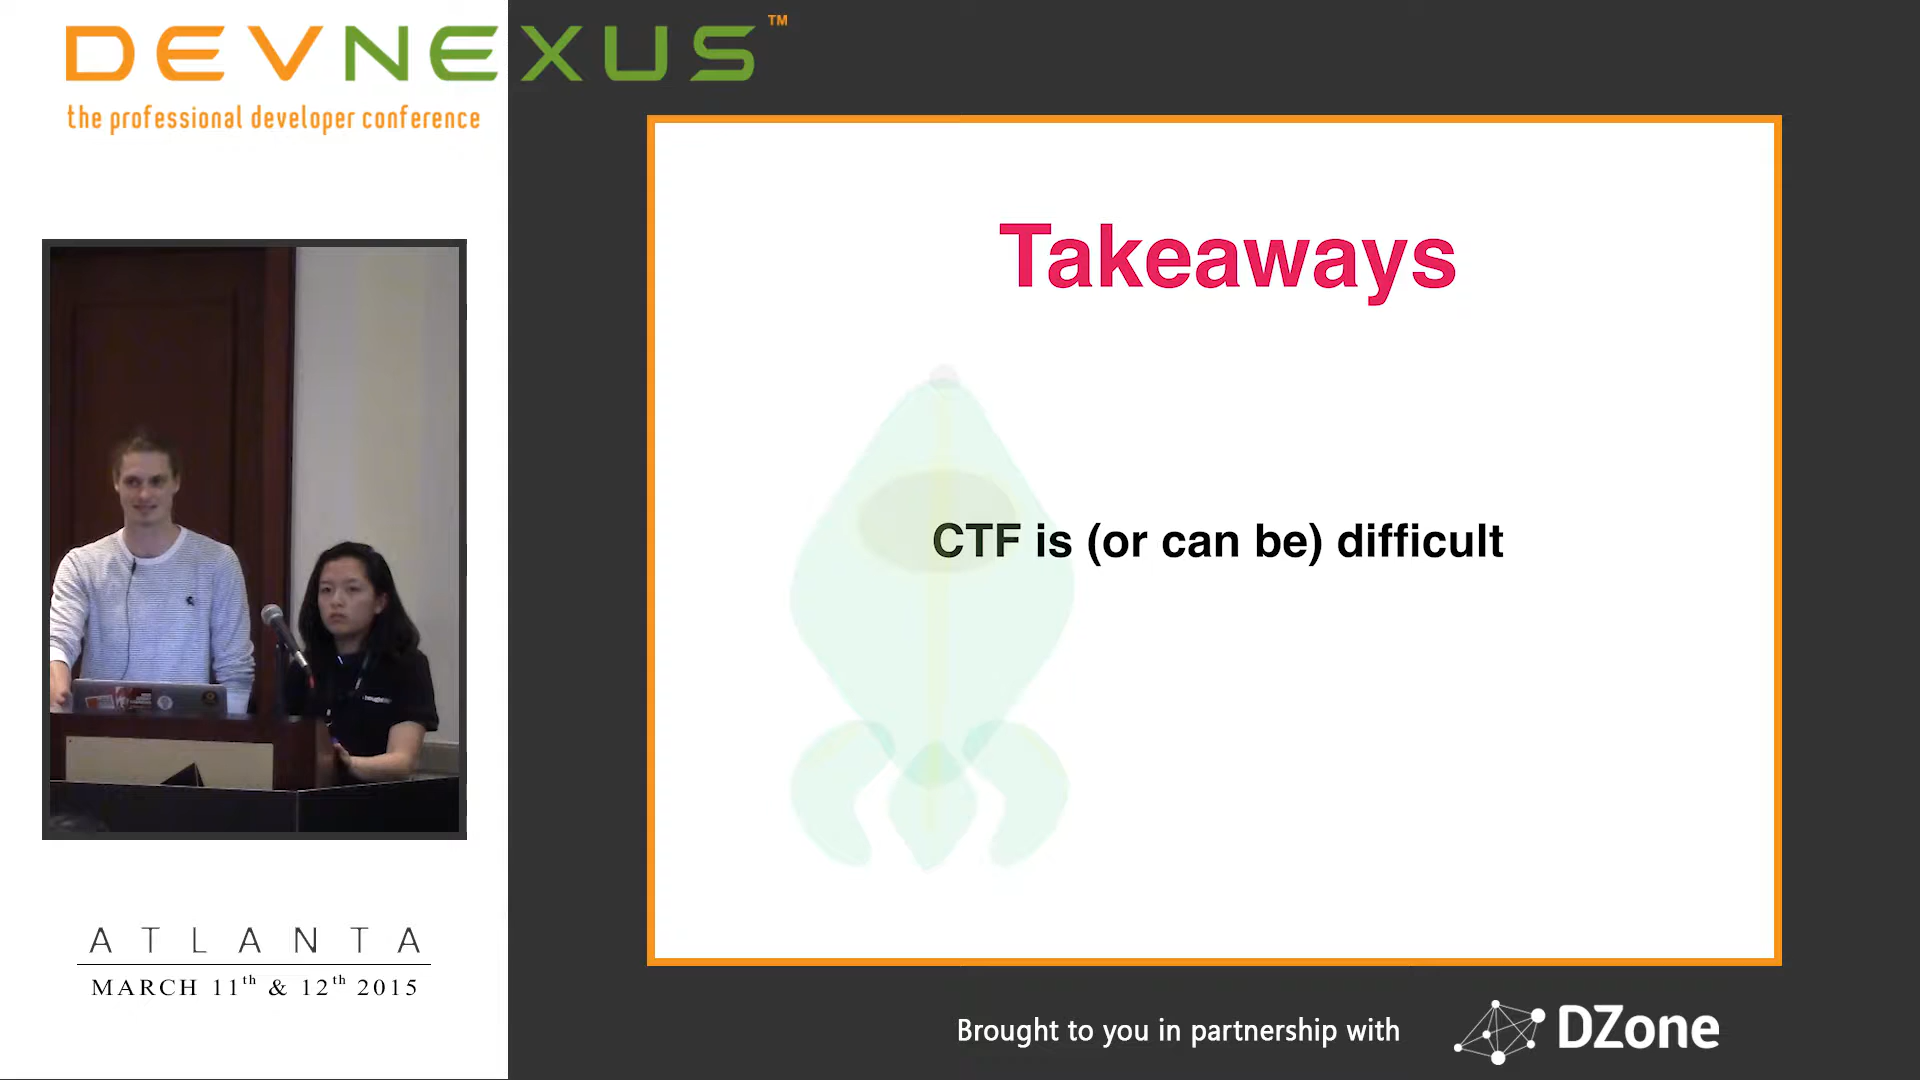 DEVNEXUS™
the professional developer conference
Takeaways
CTF is (or can be) difficult
ATLANTA
MARCH 11th & 12th 2015
Brought to you in partnership with
DZone